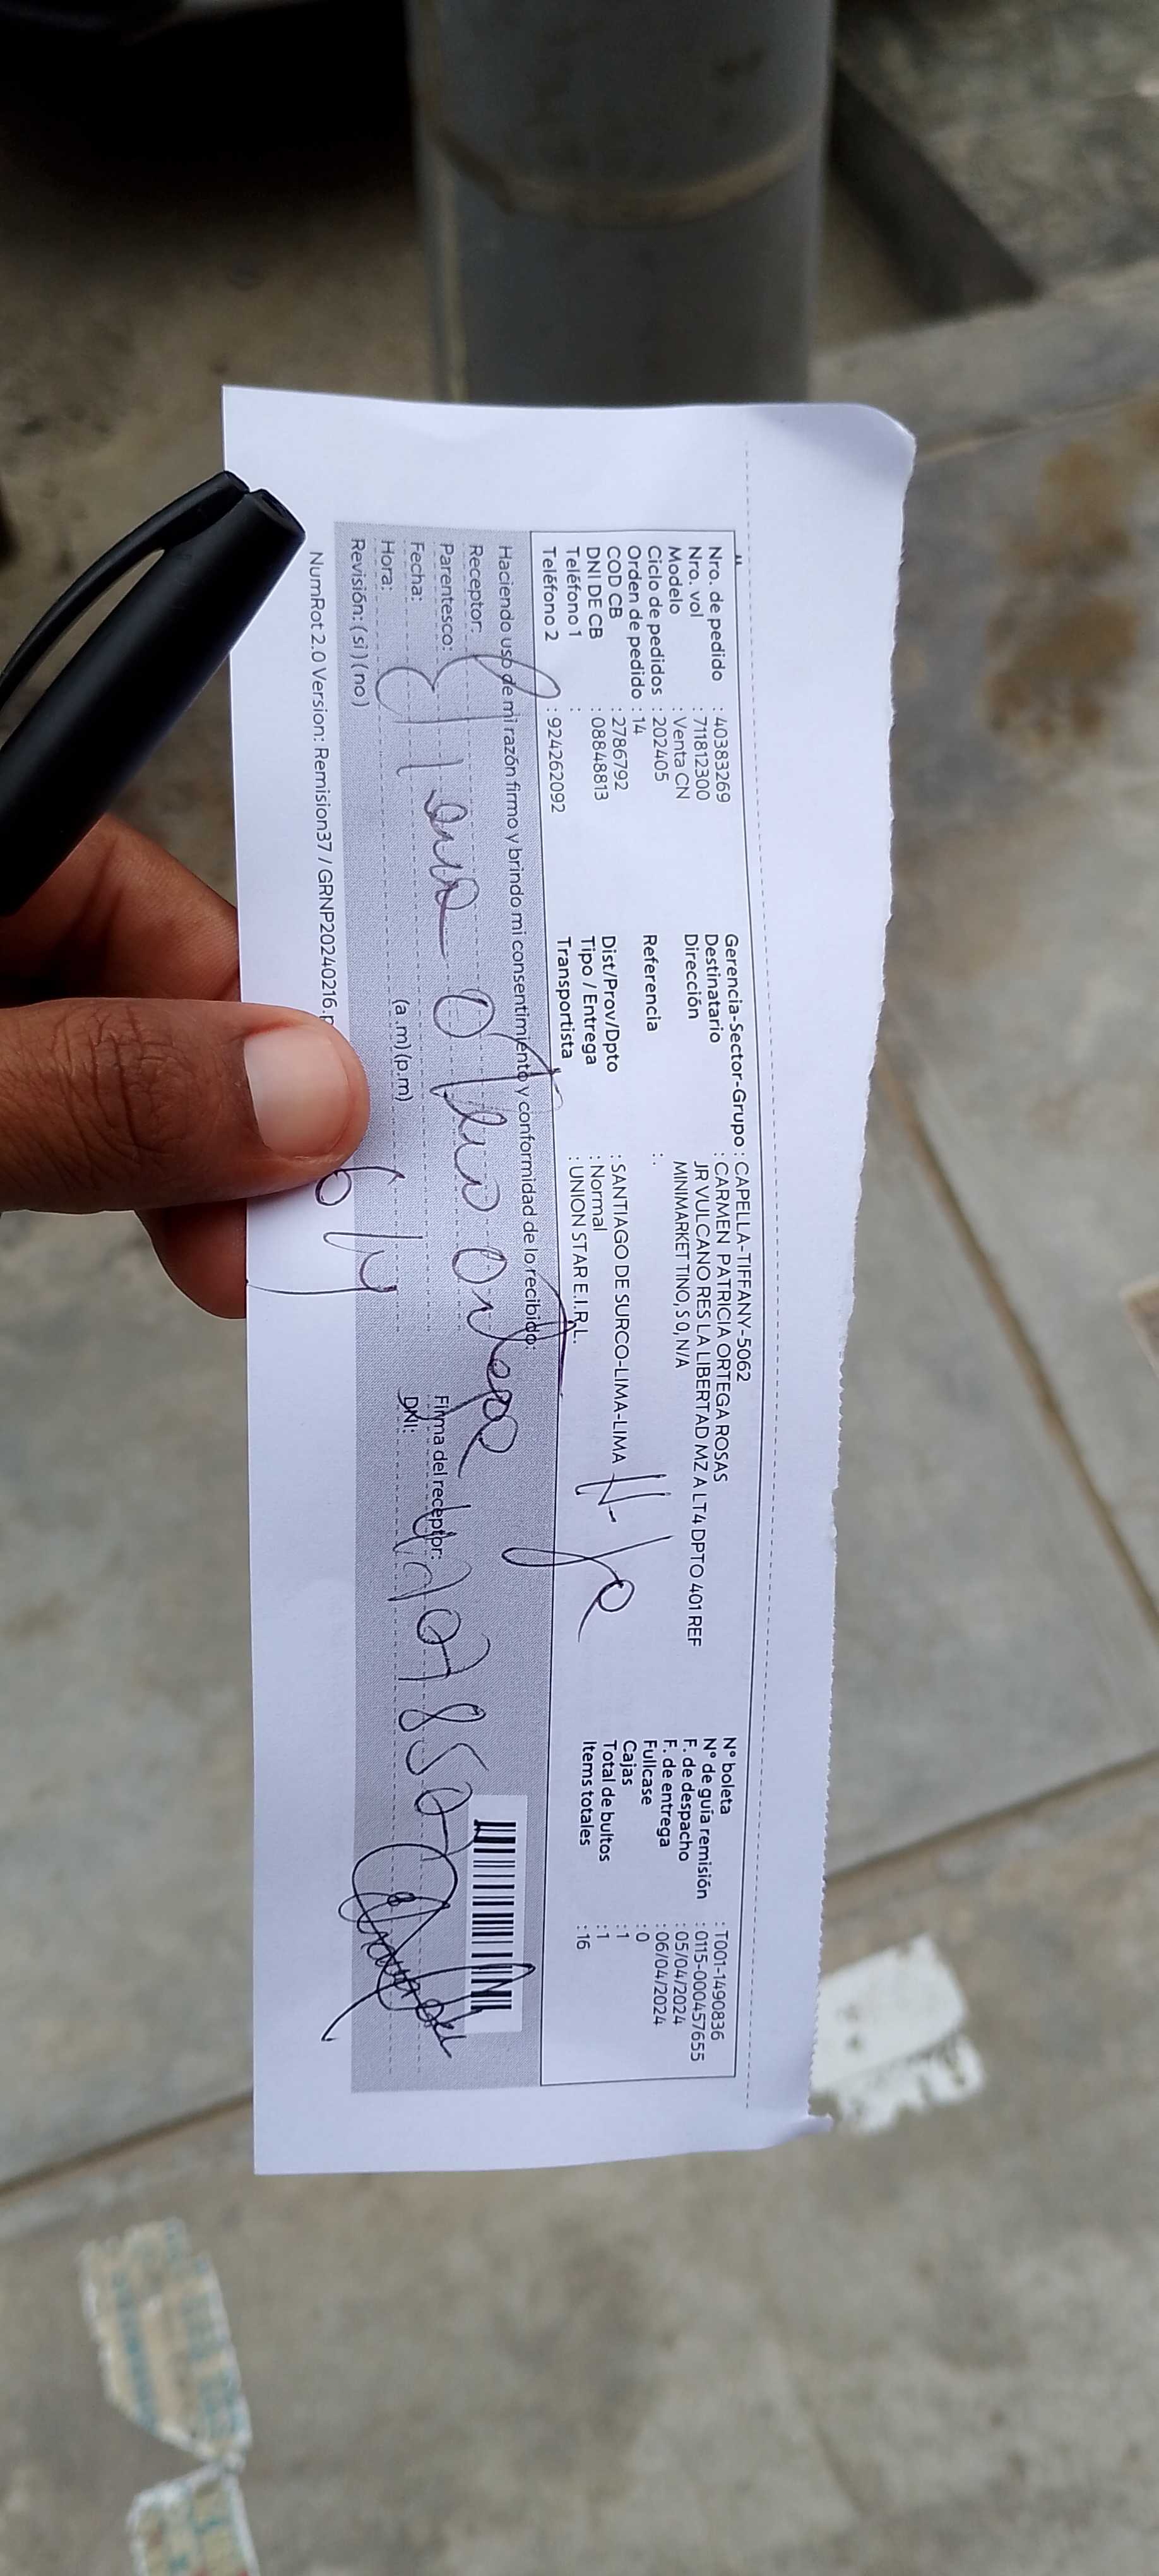 Nro. de pedido : 40383269
Nro. vol : 711812300
Modelo : Venta CN
Ciclo de pedidos : 202405
Orden de pedido : 14
COD CB : 2786792
DNI DE CB : 08848813
Teléfono 1 :
Teléfono 2 : 924262092
Gerencia-Sector-Grupo : CAPELLA-TIFFANY-5062
Destinatario : CARMEN PATRICIA ORTEGA ROSAS
Dirección JR VULCANO RES LA LIBERTAD MZ A LT4 DPTO 401 REF
MINIMARKET TINO, S 0, N/A
Referencia : .
Dist/Prov/Dpto : SANTIAGO DE SURCO-LIMA-LIMA
Tipo / Entrega : Normal
Transportista : UNION STAR E.I.R.L.
N° boleta : T001-1490836
N° de guía remisión : 0115-000457655
F. de despacho : 05/04/2024
F. de entrega : 06/04/2024
Fullcase : 0
Cajas : 1
Total de bultos : 1
Items totales : 16
Haciendo uso de mi razón firmo y brindo mi consentimiento y conformidad de lo recibido:
Receptor:
Parentesco:
Fecha:
Hora: (a.m) (p.m)
Revisión: ( si ) ( no )
Firma del receptor:
DNI:
NumRot 2.0 Version: Remision37 / GRNP20240216.p